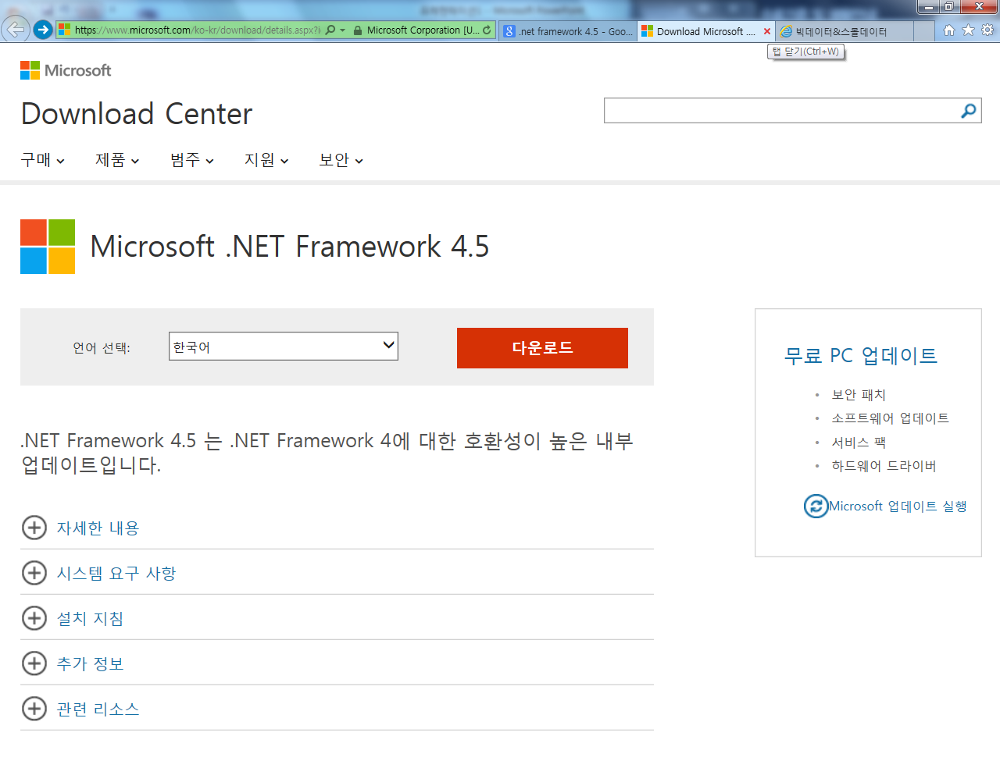 https://www.microsoft.com/ko-kr/download/details.aspx?i
Microsoft Corporation [U...
.net framework 4.5 - Goo...
Download Microsoft ....
빅데이터&스몰데이터
탭 닫기(Ctrl+W)
Microsoft
Download Center
구매
제품
범주
지원
보안
Microsoft .NET Framework 4.5
언어 선택:
한국어
다운로드
.NET Framework 4.5 는 .NET Framework 4에 대한 호환성이 높은 내부
업데이트입니다.
자세한 내용
시스템 요구 사항
설치 지침
추가 정보
관련 리소스
무료 PC 업데이트
• 보안 패치
• 소프트웨어 업데이트
• 서비스 팩
• 하드웨어 드라이버
Microsoft 업데이트 실행